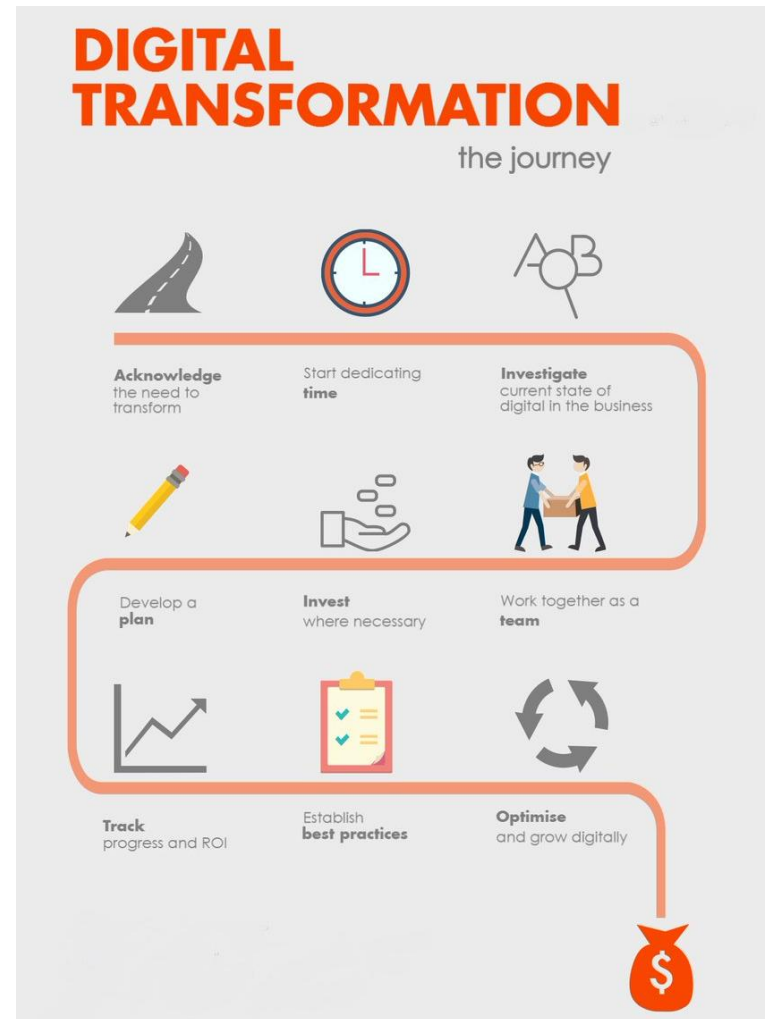 DIGITAL
TRANSFORMATION
the journey
A B
Acknowledge
the need to
transform
Start dedicating
time
Investigate
current state of
digital in the business
Develop a
plan
Invest
where necessary
Work together as a
team
Track
progress and ROI
Establish
best practices
Optimise
and grow digitally
$